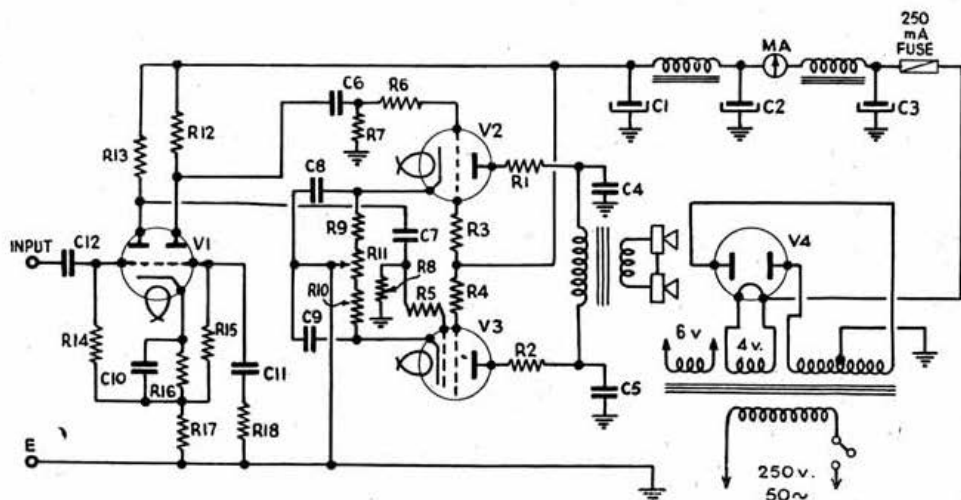 250
mA
FUSE
MA
C6
R6
R12
R13
R7
V2
C1
C2
C3
C8
R1
C4
INPUT
C12
V1
R9
C7
R3
V4
R11
R8
R10
R5
R4
V3
6 v
4 v.
R14
R15
C9
R2
C10
R16
C11
C5
R17
R18
E
250 v.
50~